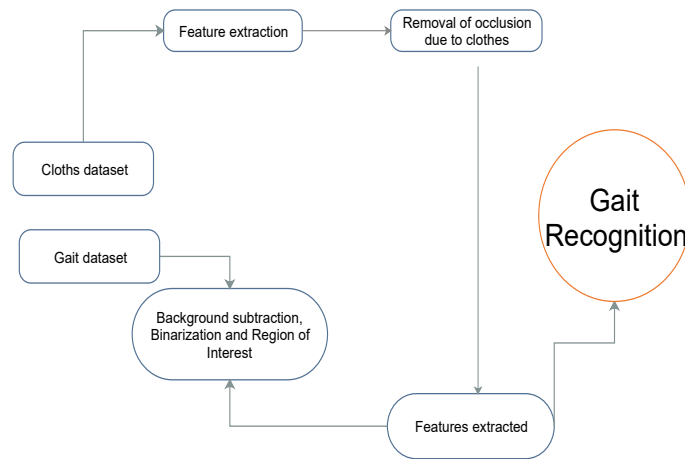 Feature extraction
Removal of occlusion
due to clothes
Cloths dataset
Gait dataset
Background subtraction,
Binarization and Region of
Interest
Features extracted
Gait
Recognition